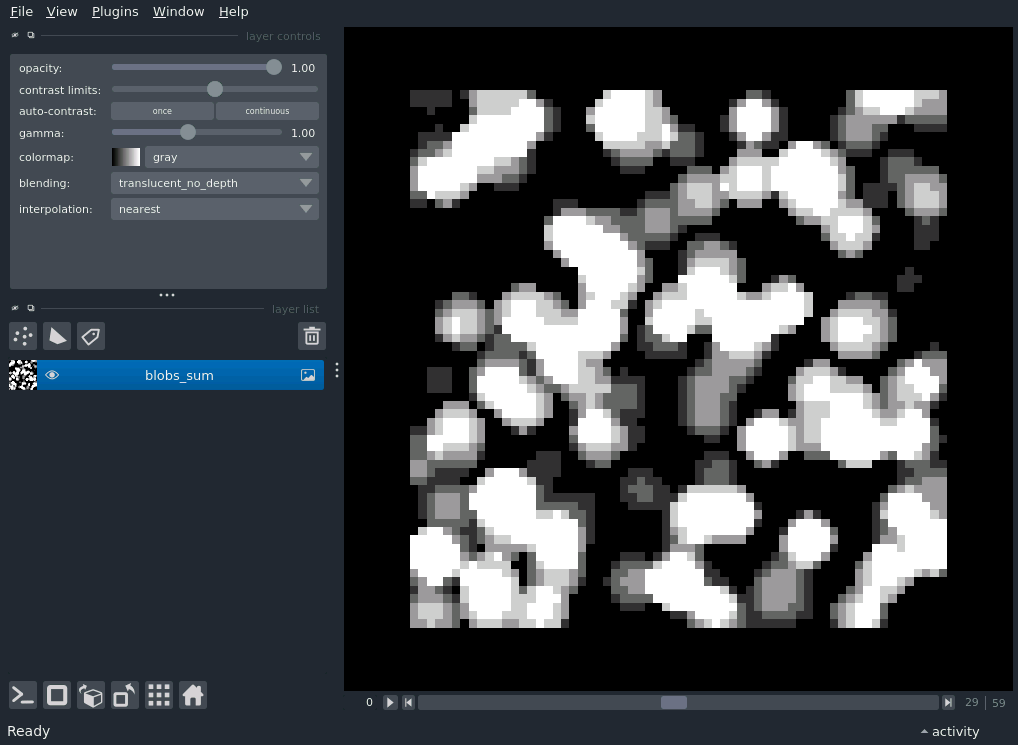 File View Plugins Window Help
layer controls
opacity: 1.00
contrast limits:
auto-contrast: once continuous
gamma: 1.00
colormap: gray
blending: translucent_no_depth
interpolation: nearest
layer list
blobs_sum
0 29 59
Ready activity